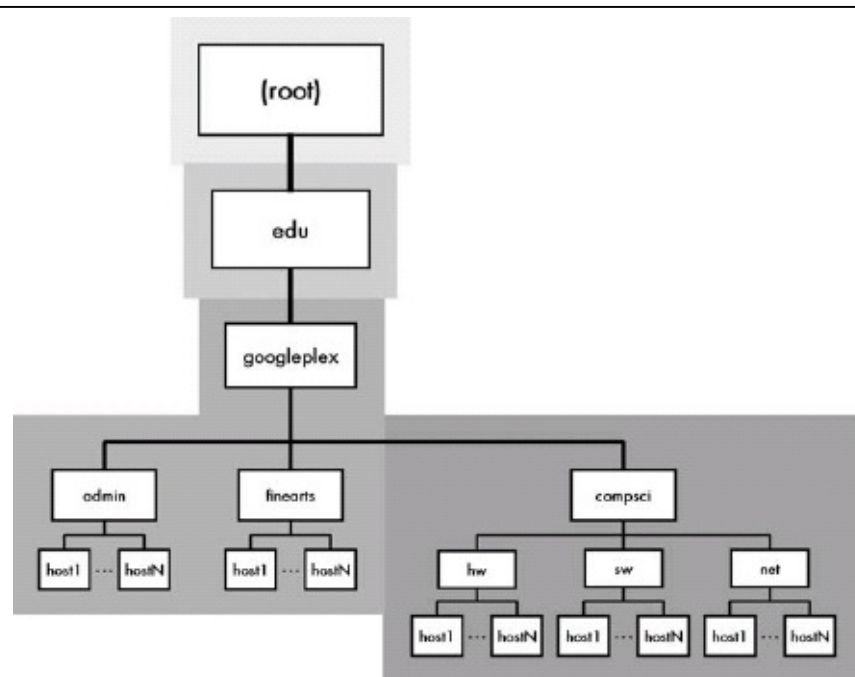 (root)
edu
googleplex
admin finearts compsci
host1 ... hostN host1 ... hostN hw sw net
host1 ... hostN host1 ... hostN host1 ... hostN